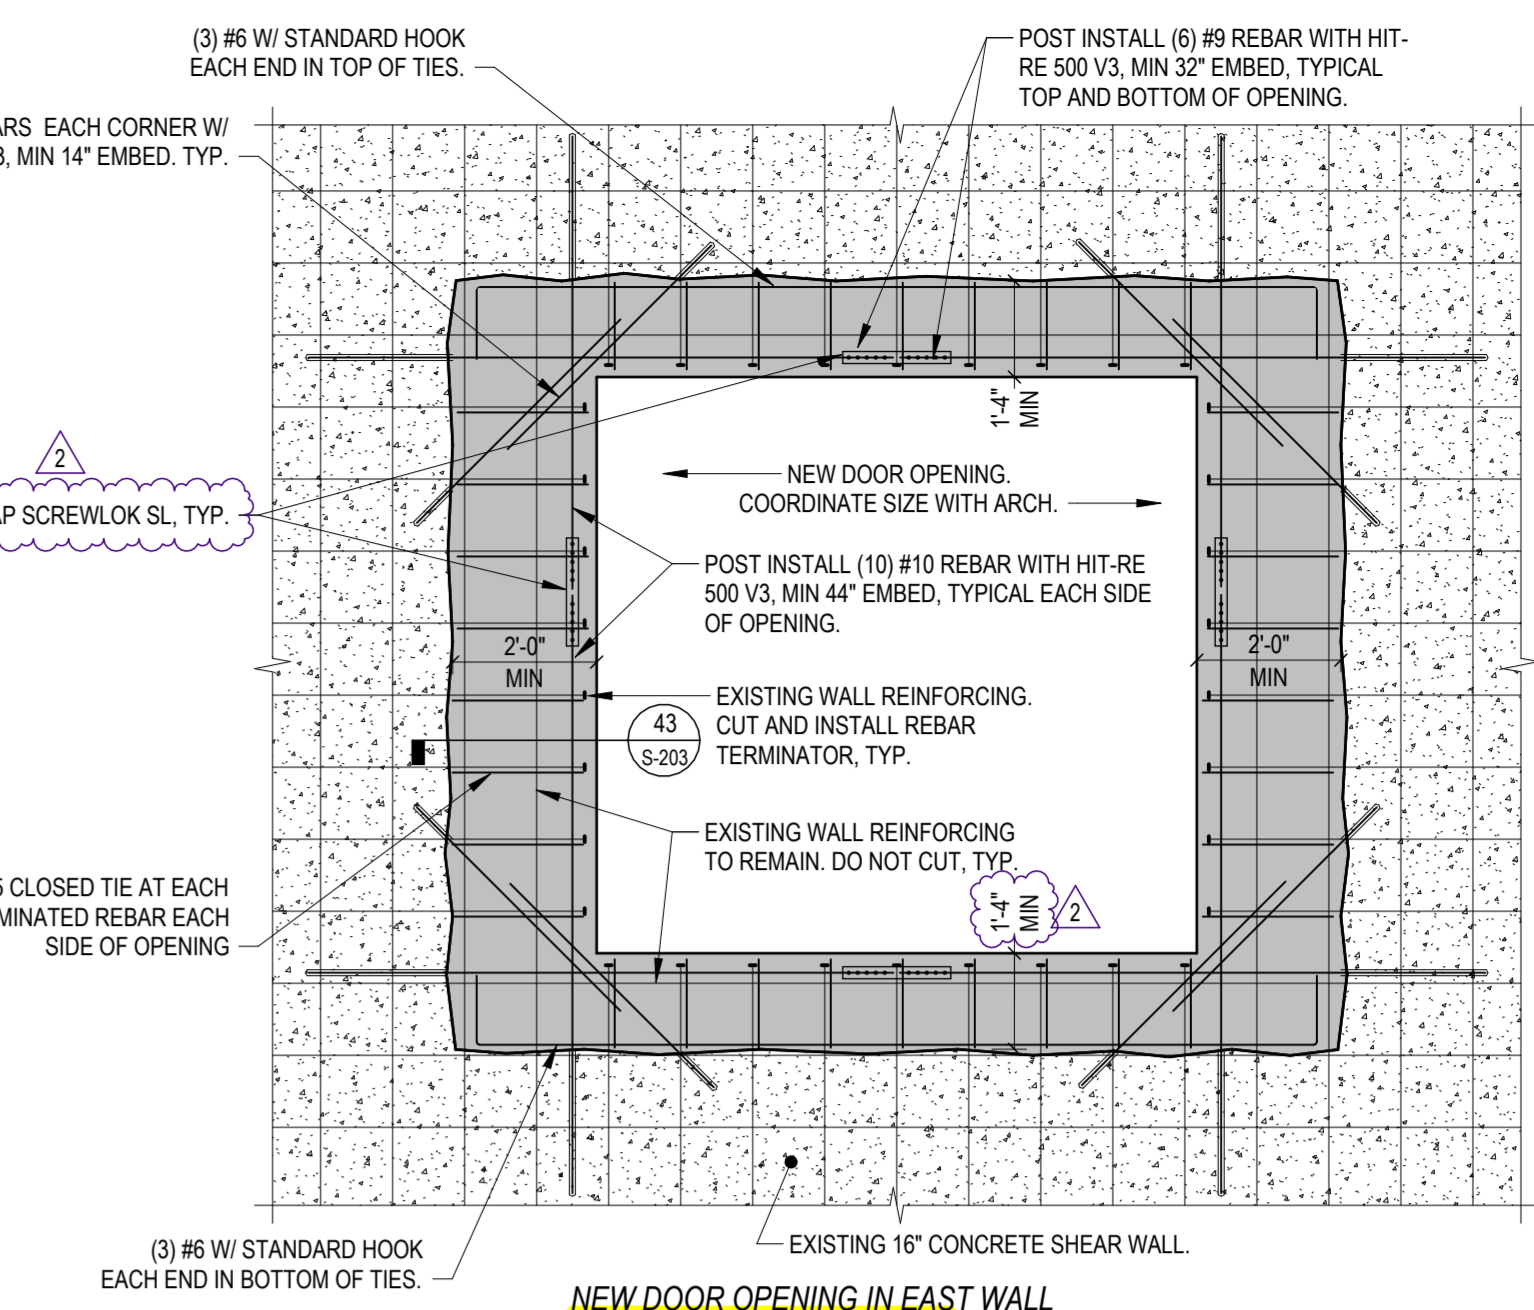 (3) #6 W/ STANDARD HOOK
EACH END IN TOP OF TIES.
POST INSTALL (6) #9 REBAR WITH HIT-
RE 500 V3, MIN 32" EMBED, TYPICAL
TOP AND BOTTOM OF OPENING.
EACH CORNER W/
MIN 14" EMBED. TYP.
1'-4"
MIN
2
SCREWLOK SL, TYP.
NEW DOOR OPENING.
COORDINATE SIZE WITH ARCH.
POST INSTALL (10) #10 REBAR WITH HIT-RE
500 V3, MIN 44" EMBED, TYPICAL EACH SIDE
OF OPENING.
2'-0"
MIN
2'-0"
MIN
EXISTING WALL REINFORCING.
CUT AND INSTALL REBAR
TERMINATOR, TYP.
43
S-203
EXISTING WALL REINFORCING
TO REMAIN. DO NOT CUT, TYP.
1'-4"
MIN
2
CLOSED TIE AT EACH
REBAR EACH
SIDE OF OPENING
EXISTING 16" CONCRETE SHEAR WALL.
(3) #6 W/ STANDARD HOOK
EACH END IN BOTTOM OF TIES.
NEW DOOR OPENING IN EAST WALL